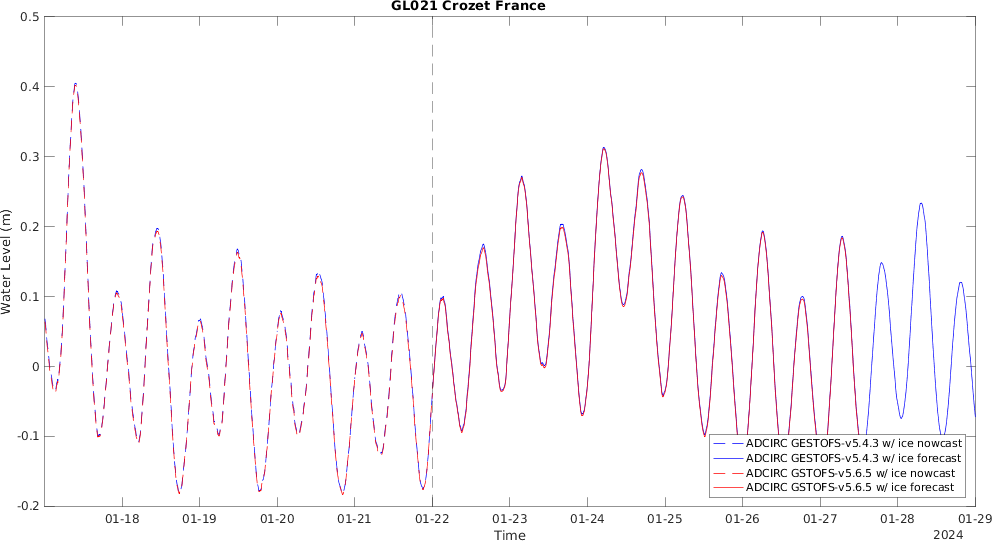 GL021 Crozet France
0.5
0.4
0.3
0.2
0.1
0
-0.1
-0.2
Water Level (m)
ADCIRC GESTOFS-v5.4.3 w/ ice nowcast
ADCIRC GESTOFS-v5.4.3 w/ ice forecast
ADCIRC GSTOFS-v5.6.5 w/ ice nowcast
ADCIRC GSTOFS-v5.6.5 w/ ice forecast
01-18 01-19 01-20 01-21 01-22 01-23 01-24 01-25 01-26 01-27 01-28 01-29
Time
2024